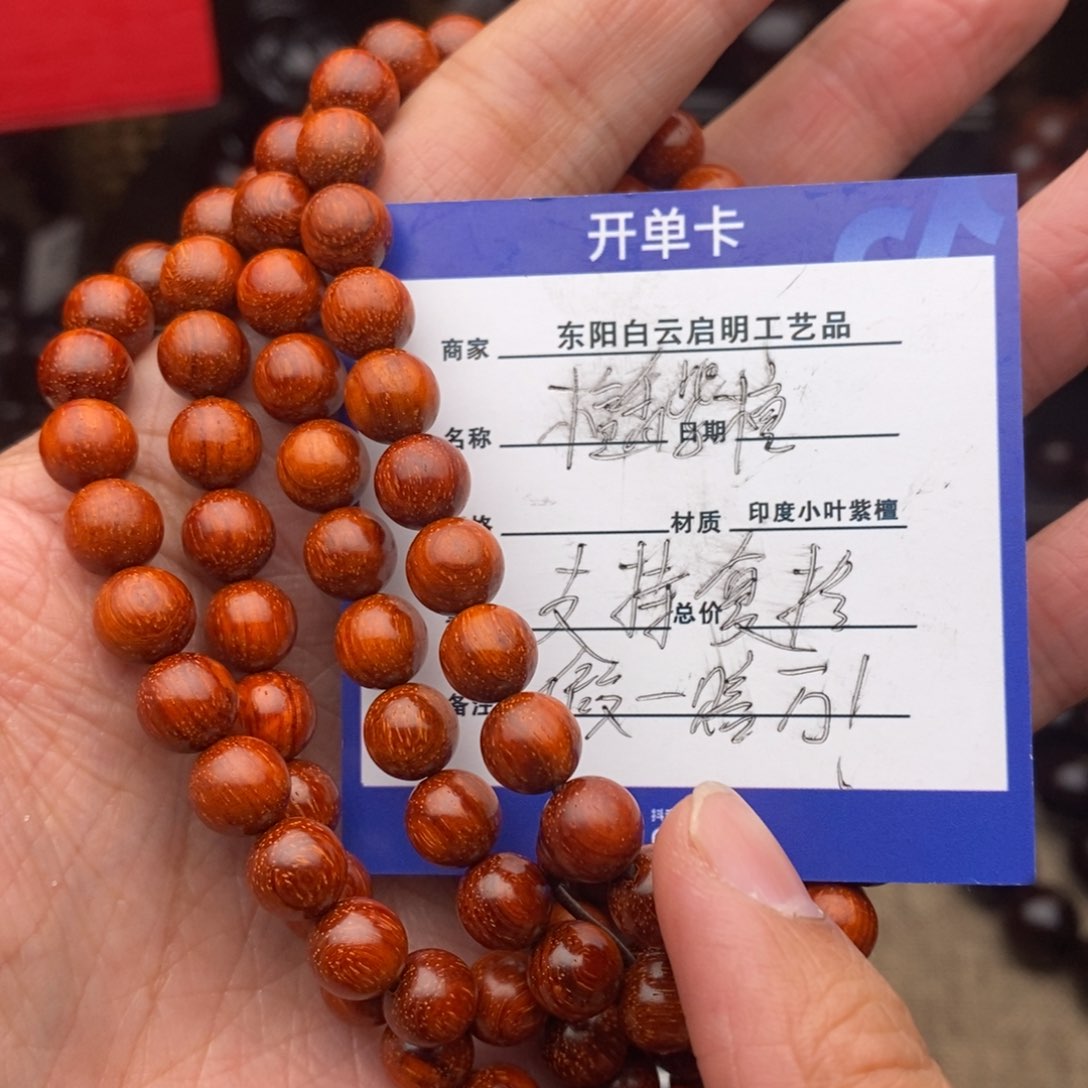 开单卡
商家 东阳白云启明工艺品
檀香紫檀
名称 日期
材质 印度小叶紫檀
支持复检
总价
假一赔万!
备注